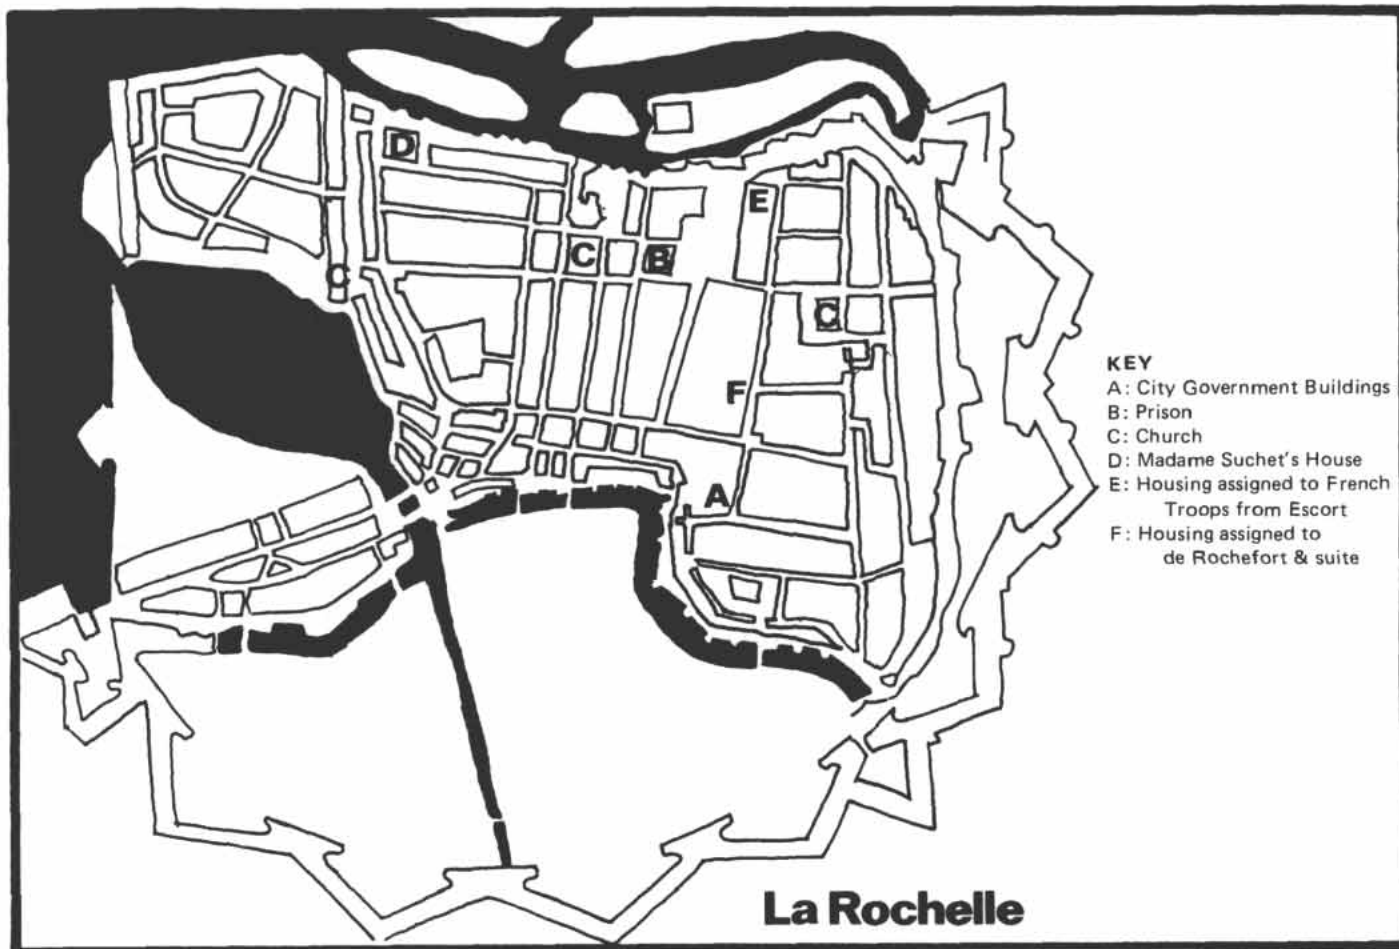 D
E
C
B
C
C
F
A
KEY
A: City Government Buildings
B: Prison
C: Church
D: Madame Suchet's House
E: Housing assigned to French
Troops from Escort
F: Housing assigned to
de Rochefort & suite
La Rochelle